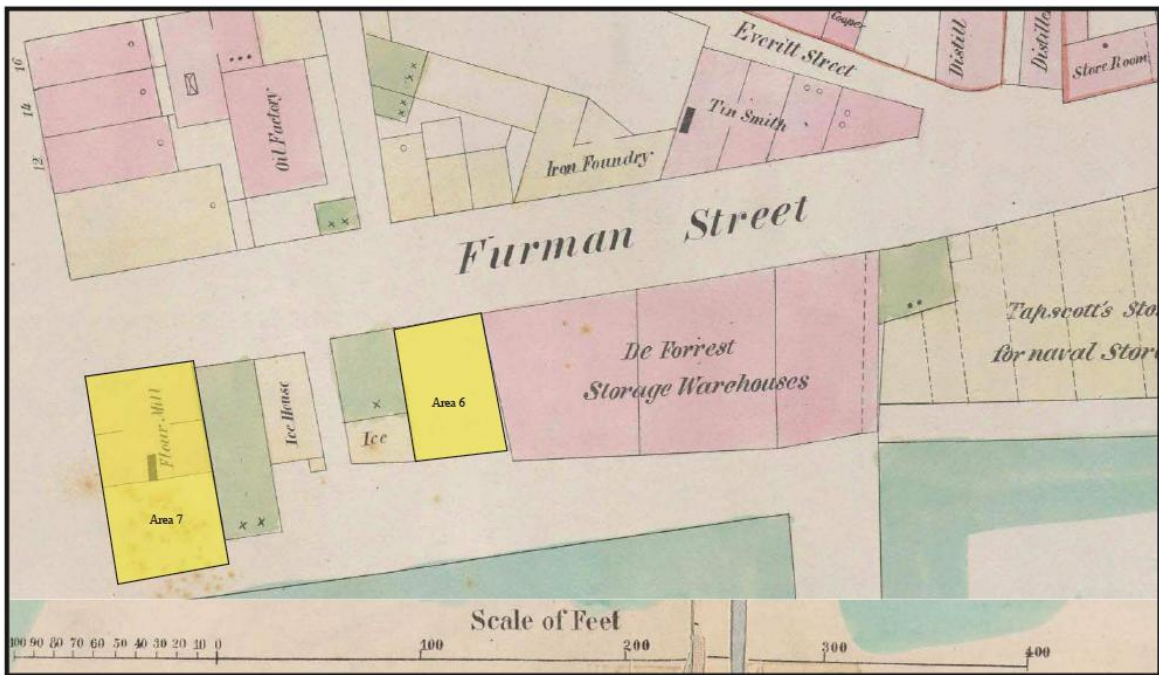 Cooper
Everitt Street
Distill
Distille
Store Room
16
14
12
Oil Factory
Tin Smith
Iron Foundry
Furman Street
Tapscott's Sto
for naval Stor
De Forrest
Storage Warehouses
Flour Mill
Ice House
Ice
Area 6
Area 7
Scale of Feet
100 90 80 70 60 50 40 30 20 10 0 100 200 300 400